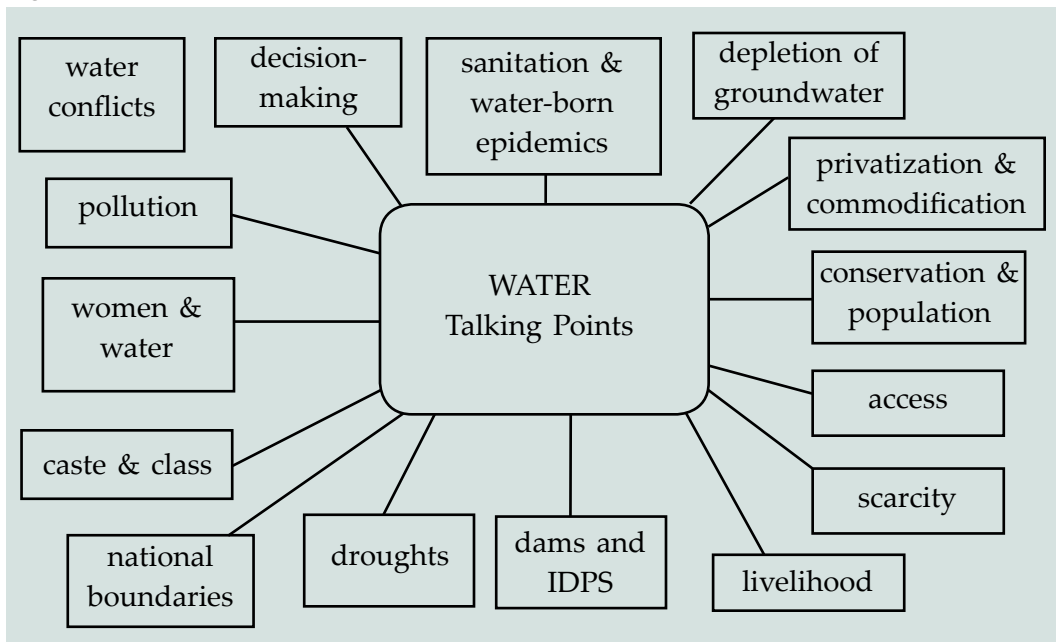 water
conflicts
decision-
making
sanitation &
water-born
epidemics
depletion of
groundwater
privatization &
commodification
pollution
WATER
Talking Points
conservation &
population
women &
water
access
caste & class
scarcity
national
boundaries
droughts
dams and
IDPS
livelihood